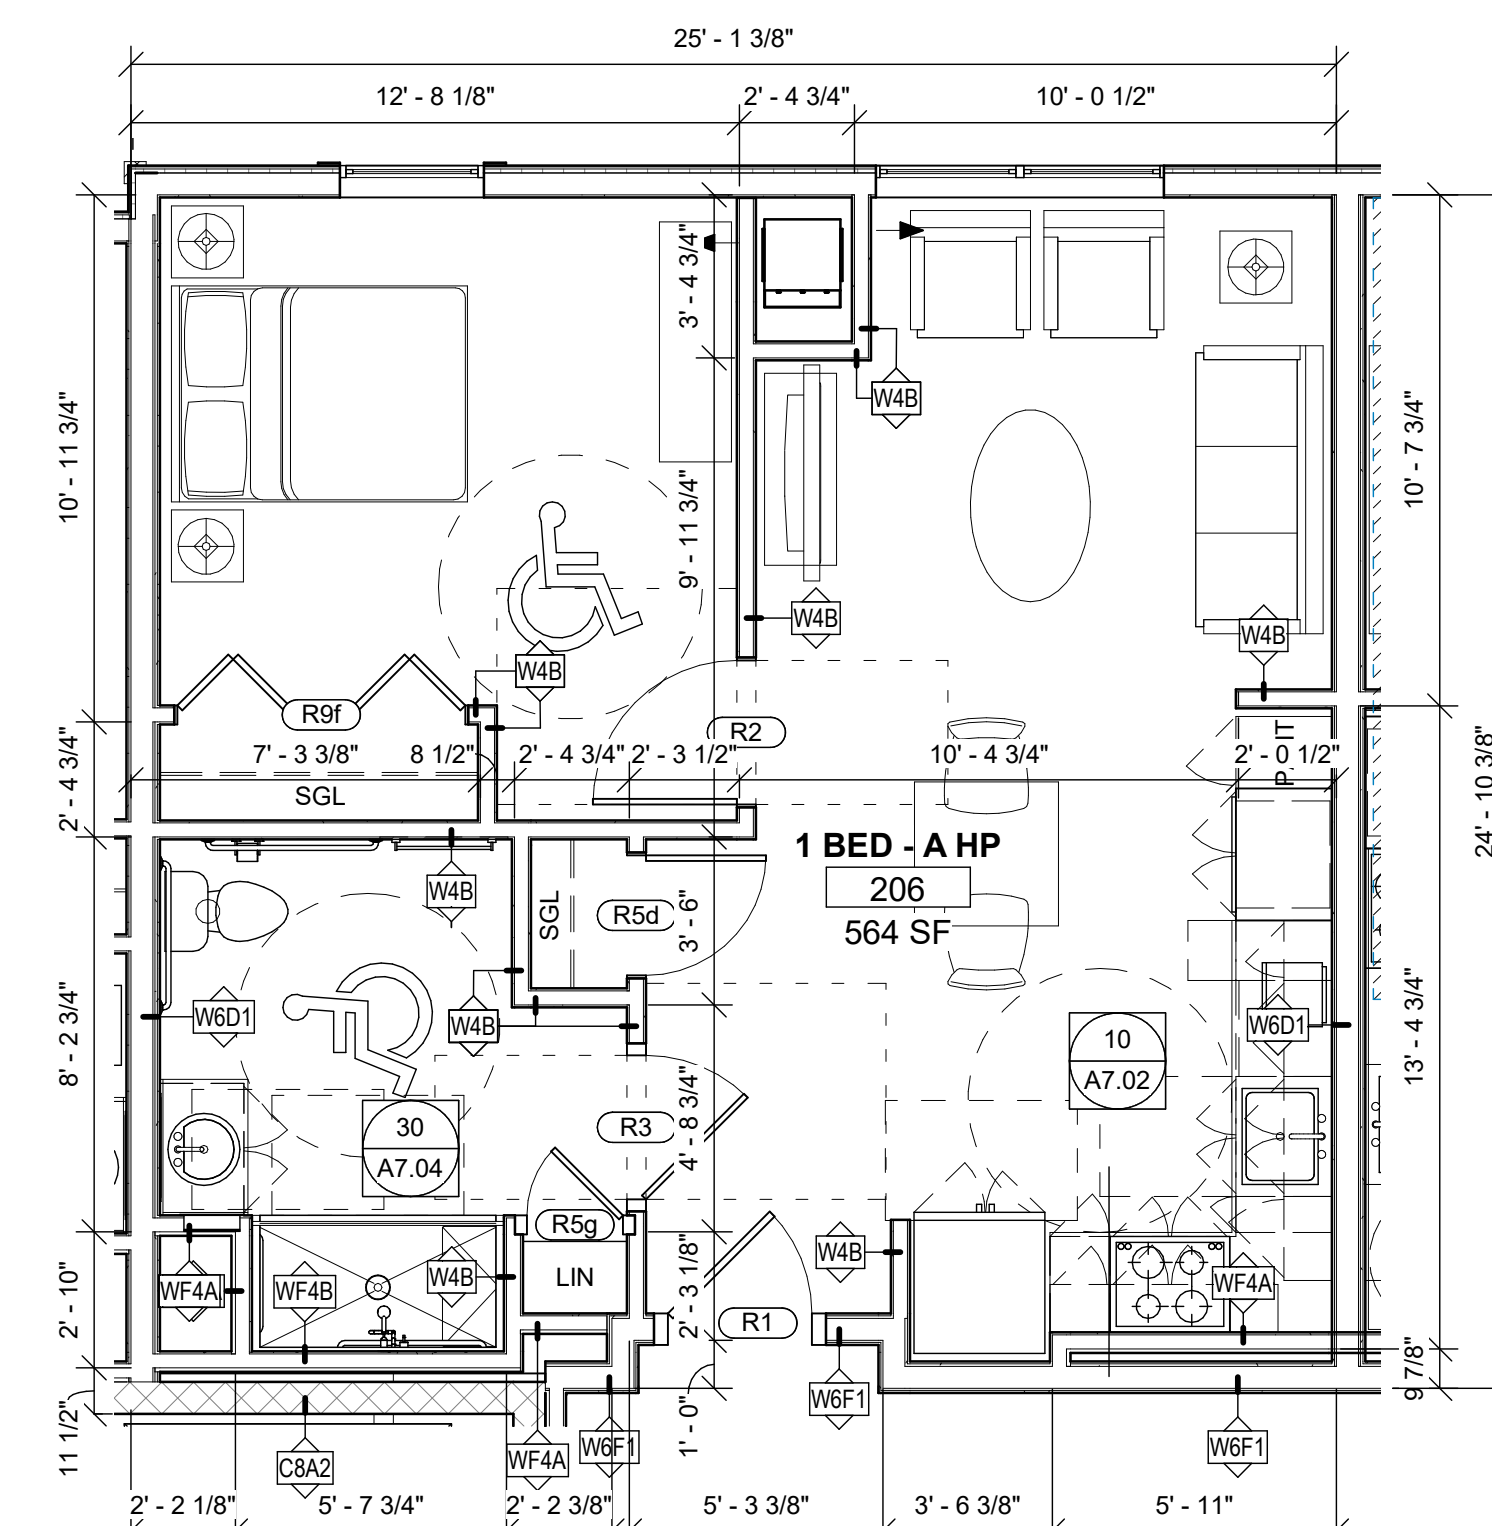 25' - 1 3/8"
12' - 8 1/8"
2' - 4 3/4"
10' - 0 1/2"
3' - 4 3/4"
W4B
10' - 11 3/4"
10' - 7 3/4"
9' - 11 3/4"
W4B
W4B
W4B
R9f
R2
7' - 3 3/8"
8 1/2"
2' - 4 3/4"
2' - 3 1/2"
10' - 4 3/4"
2' - 0 1/2"
2' - 4 3/4"
SGL
24' - 10 3/8"
1 BED - A HP
206
564 SF
W4B
SGL
R5d
3' - 6"
W6D1
W4B
W6D1
8' - 2 3/4"
13' - 4 3/4"
10
A7.02
30
A7.04
R3
4' - 8 3/4"
R5g
W4B
WF4A
WF4B
W4B
LIN
WF4A
2' - 10"
2' - 3 1/8"
R1
9 7/8"
W6F1
11 1/2"
1' - 0"
C8A2
WF4A
W6F1
W6F1
2' - 2 1/8"
5' - 7 3/4"
2' - 2 3/8"
5' - 3 3/8"
3' - 6 3/8"
5' - 11"